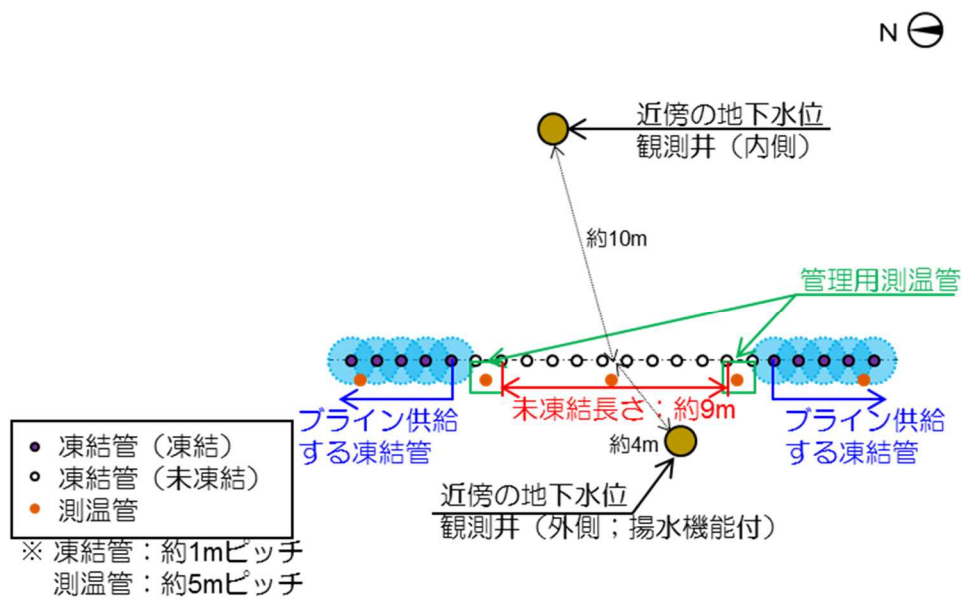 N
近傍の地下水位
観測井（内側）
約10m
管理用測温管
未凍結長さ；約9m
ブライン供給
する凍結管
ブライン供給
する凍結管
約4m
近傍の地下水位
観測井（外側；揚水機能付）
凍結管（凍結）
凍結管（未凍結）
測温管
※ 凍結管：約1mピッチ
測温管：約5mピッチ